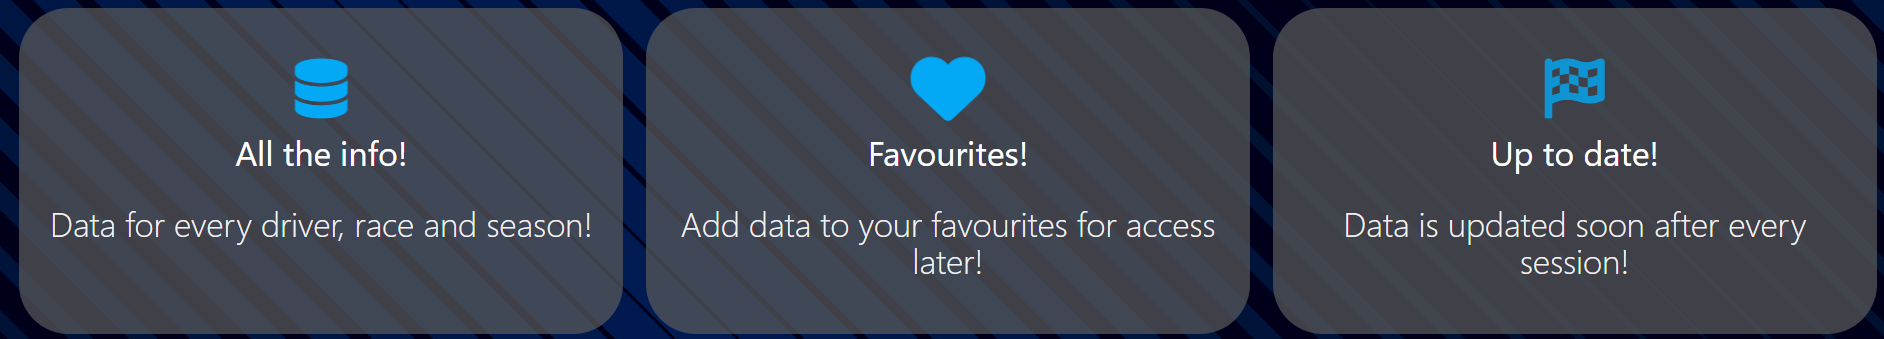 All the info!
Data for every driver, race and season!
Favourites!
Add data to your favourites for access
later!
Up to date!
Data is updated soon after every
session!